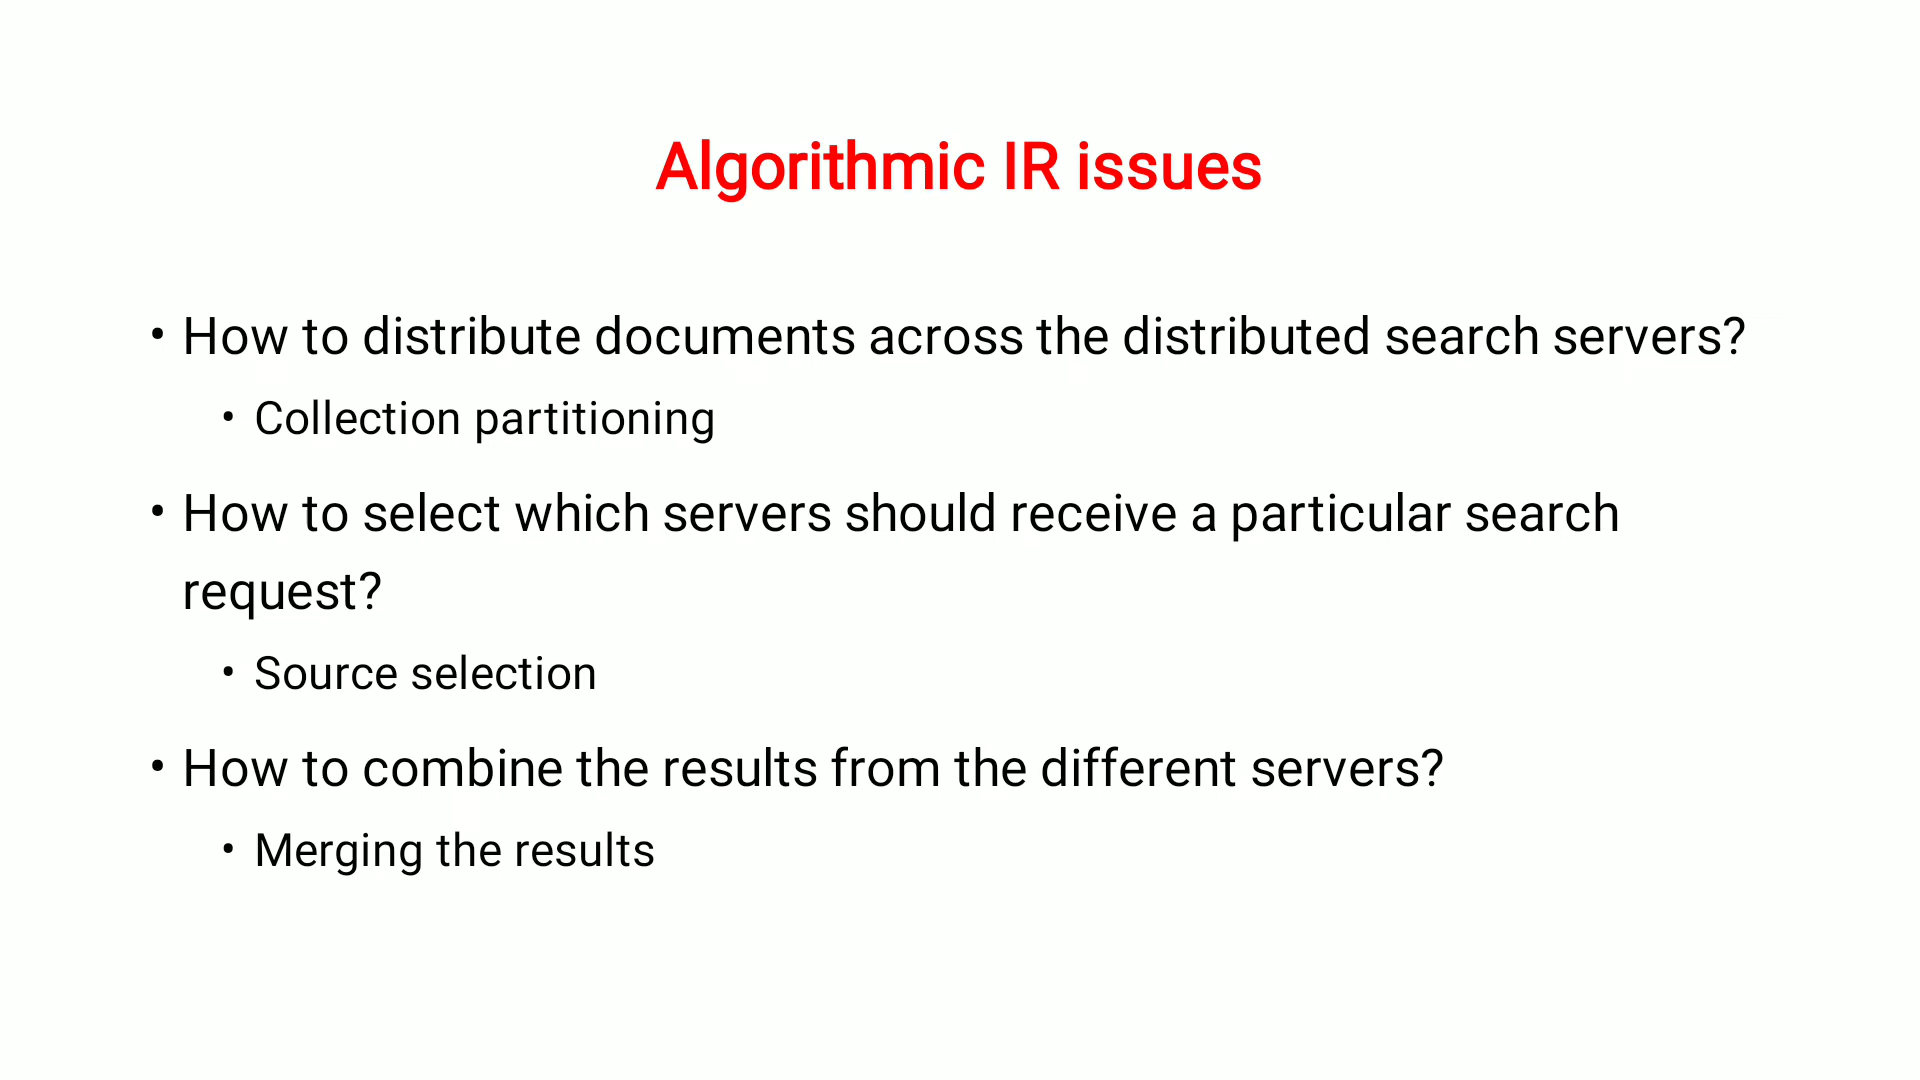 Algorithmic IR issues
• How to distribute documents across the distributed search servers?
• Collection partitioning
• How to select which servers should receive a particular search
request?
• Source selection
• How to combine the results from the different servers?
• Merging the results